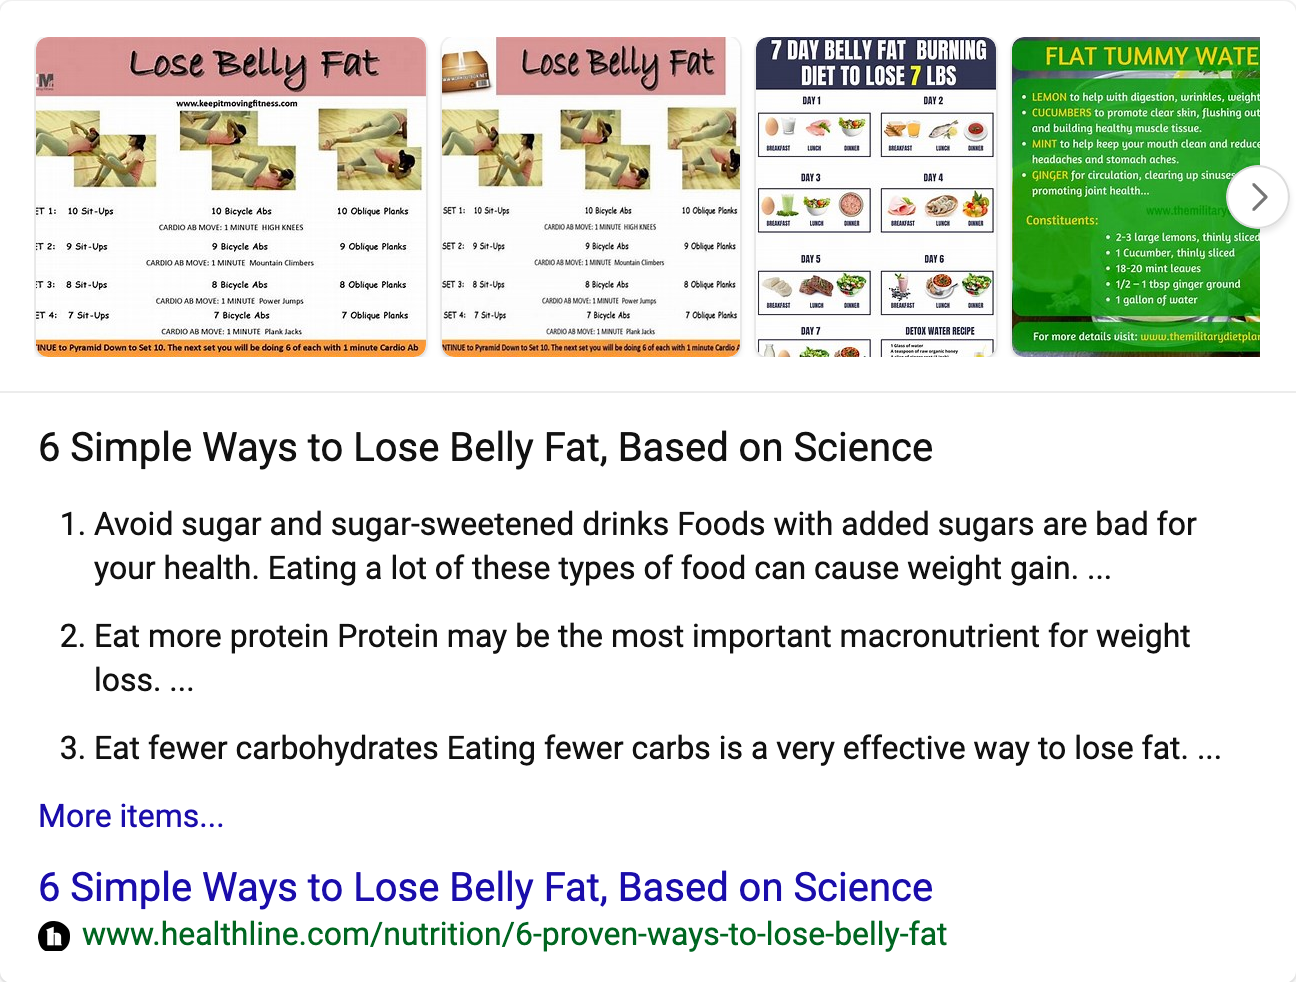 Lose Belly Fat
www.keepitmovingfitness.com
ET 1: 10 Sit-Ups 10 Bicycle Abs 10 Oblique Planks
CARDIO AB MOVE: 1 MINUTE HIGH KNEES
ET 2: 9 Sit-Ups 9 Bicycle Abs 9 Oblique Planks
CARDIO AB MOVE: 1 MINUTE Mountain Climbers
ET 3: 8 Sit-Ups 8 Bicycle Abs 8 Oblique Planks
CARDIO AB MOVE: 1 MINUTE Power Jumps
ET 4: 7 Sit-Ups 7 Bicycle Abs 7 Oblique Planks
CARDIO AB MOVE: 1 MINUTE Plank Jacks
INUE to Pyramid Down to Set 10. The next set you will be doing 6 of each with 1 minute Cardio Ab
Lose Belly Fat
SET 1: 10 Sit-Ups 10 Bicycle Abs 10 Oblique Planks
CARDIO AB MOVE: 1 MINUTE HIGH KNEES
SET 2: 9 Sit-Ups 9 Bicycle Abs 9 Oblique Planks
CARDIO AB MOVE: 1 MINUTE Mountain Climbers
SET 3: 8 Sit-Ups 8 Bicycle Abs 8 Oblique Planks
CARDIO AB MOVE: 1 MINUTE Power Jumps
SET 4: 7 Sit-Ups 7 Bicycle Abs 7 Oblique Planks
CARDIO AB MOVE: 1 MINUTE Plank Jacks
NTINUE to Pyramid Down to Set 10. The next set you will be doing 6 of each with 1 minute Cardio A
7 DAY BELLY FAT BURNING
DIET TO LOSE 7 LBS
DAY 1 DAY 2
BREAKFAST LUNCH DINNER BREAKFAST LUNCH DINNER
DAY 3 DAY 4
BREAKFAST LUNCH DINNER BREAKFAST LUNCH DINNER
DAY 5 DAY 6
BREAKFAST LUNCH DINNER BREAKFAST LUNCH DINNER
DAY 7 DETOX WATER RECIPE
1 Glass of water
A teaspoon of raw organic honey
FLAT TUMMY WATE
• LEMON to help with digestion, wrinkles, weight
• CUCUMBERS to promote clear skin, flushing out
and building healthy muscle tissue.
• MINT to help keep your mouth clean and reduce
headaches and stomach aches.
• GINGER for circulation, clearing up sinuses
promoting joint health...
www.themilitary
Constituents:
• 2-3 large lemons, thinly sliced
• 1 Cucumber, thinly sliced
• 18-20 mint leaves
• 1/2 – 1 tbsp ginger ground
• 1 gallon of water
For more details visit: www.themilitarydietplan
6 Simple Ways to Lose Belly Fat, Based on Science
1. Avoid sugar and sugar-sweetened drinks Foods with added sugars are bad for
your health. Eating a lot of these types of food can cause weight gain. ...
2. Eat more protein Protein may be the most important macronutrient for weight
loss. ...
3. Eat fewer carbohydrates Eating fewer carbs is a very effective way to lose fat. ...
More items...
6 Simple Ways to Lose Belly Fat, Based on Science
www.healthline.com/nutrition/6-proven-ways-to-lose-belly-fat